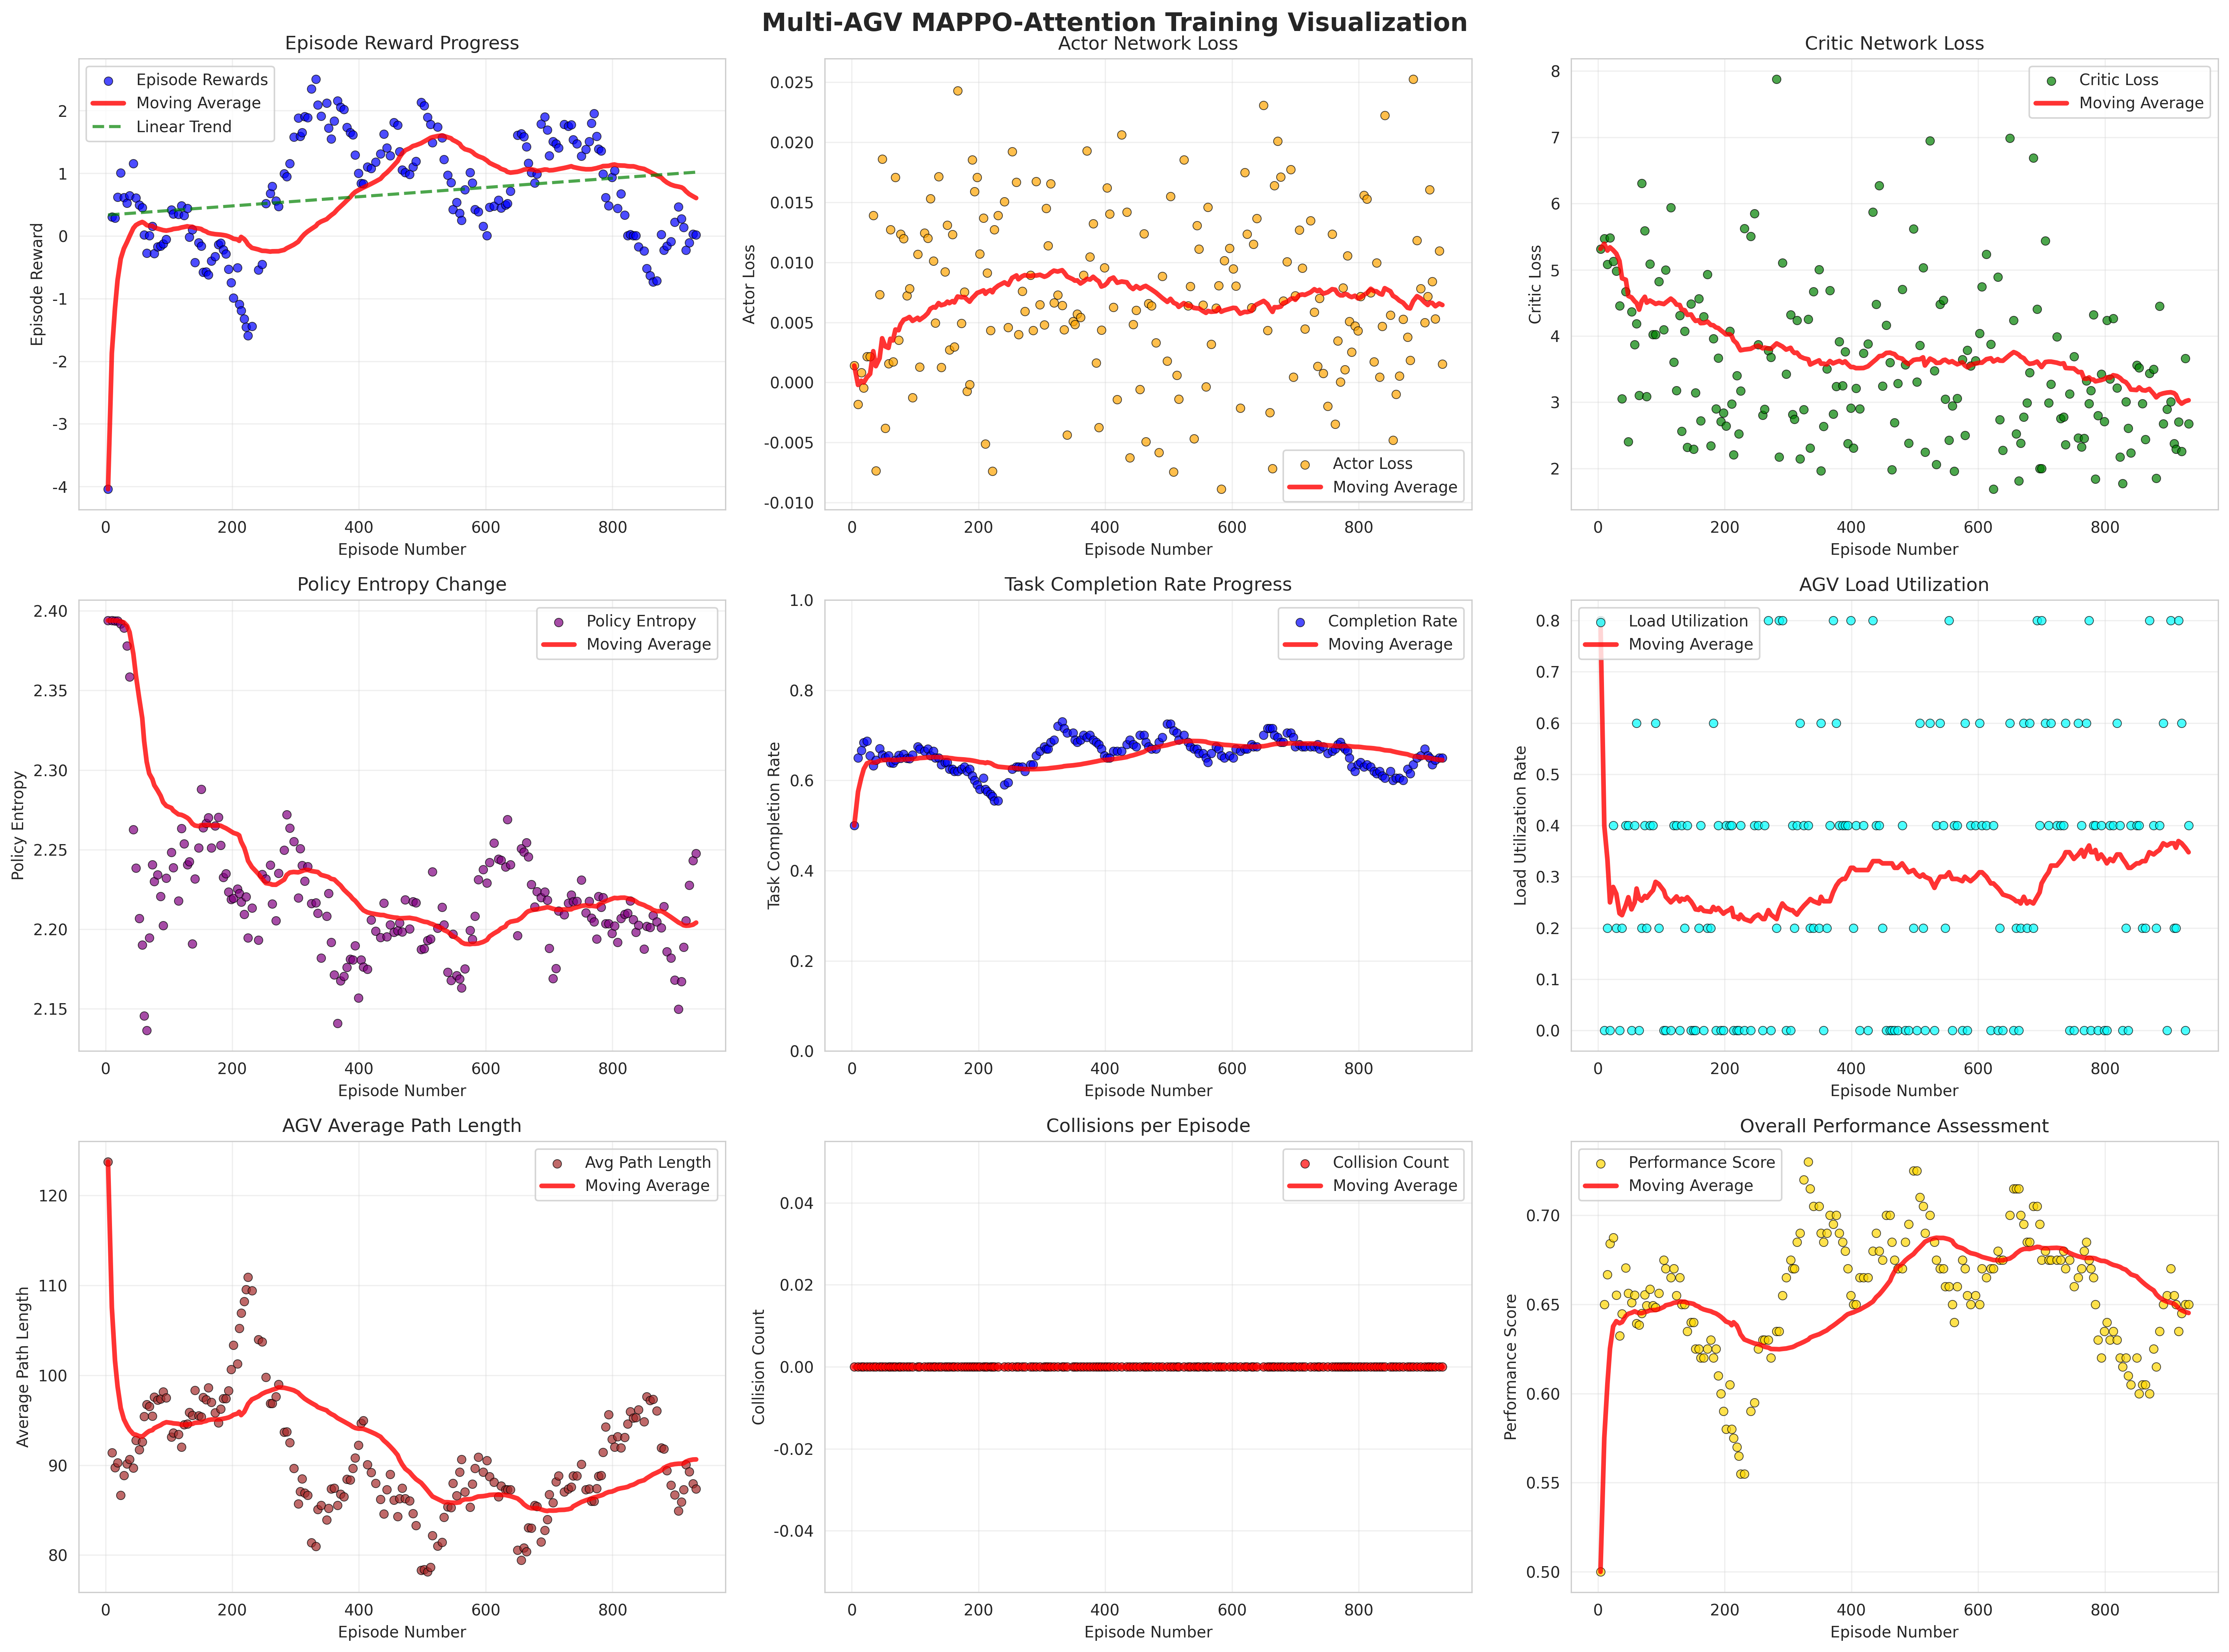 Multi-AGV MAPPO-Attention Training Visualization
Episode Reward Progress
Episode Rewards
Moving Average
Linear Trend
2
1
0
-1
-2
-3
-4
Episode Reward
0 200 400 600 800
Episode Number
Actor Network Loss
0.025
0.020
0.015
0.010
0.005
0.000
-0.005
-0.010
Actor Loss
Actor Loss
Moving Average
0 200 400 600 800
Episode Number
Critic Network Loss
Critic Loss
Moving Average
8
7
6
5
4
3
2
Critic Loss
0 200 400 600 800
Episode Number
Policy Entropy Change
Policy Entropy
Moving Average
2.40
2.35
2.30
2.25
2.20
2.15
Policy Entropy
0 200 400 600 800
Episode Number
Task Completion Rate Progress
Completion Rate
Moving Average
1.0
0.8
0.6
0.4
0.2
0.0
Task Completion Rate
0 200 400 600 800
Episode Number
AGV Load Utilization
Load Utilization
Moving Average
0.8
0.7
0.6
0.5
0.4
0.3
0.2
0.1
0.0
Load Utilization Rate
0 200 400 600 800
Episode Number
AGV Average Path Length
Avg Path Length
Moving Average
120
110
100
90
80
Average Path Length
0 200 400 600 800
Episode Number
Collisions per Episode
Collision Count
Moving Average
0.04
0.02
0.00
-0.02
-0.04
Collision Count
0 200 400 600 800
Episode Number
Overall Performance Assessment
Performance Score
Moving Average
0.70
0.65
0.60
0.55
0.50
Performance Score
0 200 400 600 800
Episode Number